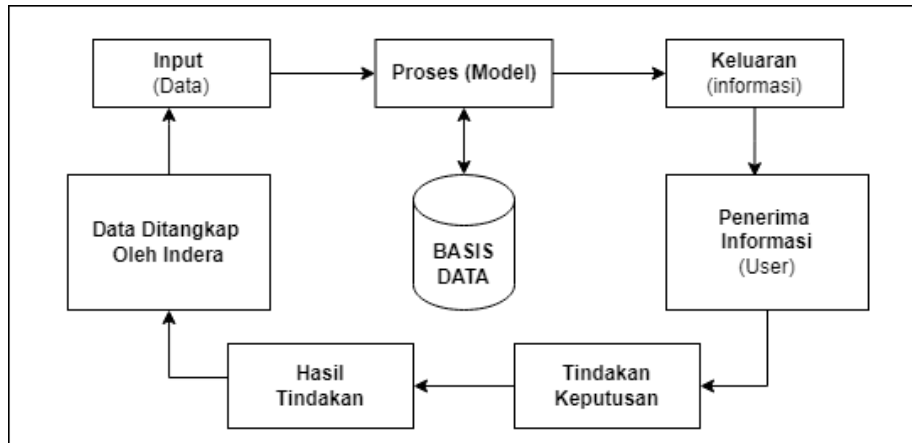 Input
(Data)
Proses (Model)
Keluaran
(informasi)
Data Ditangkap
Oleh Indera
BASIS
DATA
Penerima
Informasi
(User)
Hasil
Tindakan
Tindakan
Keputusan